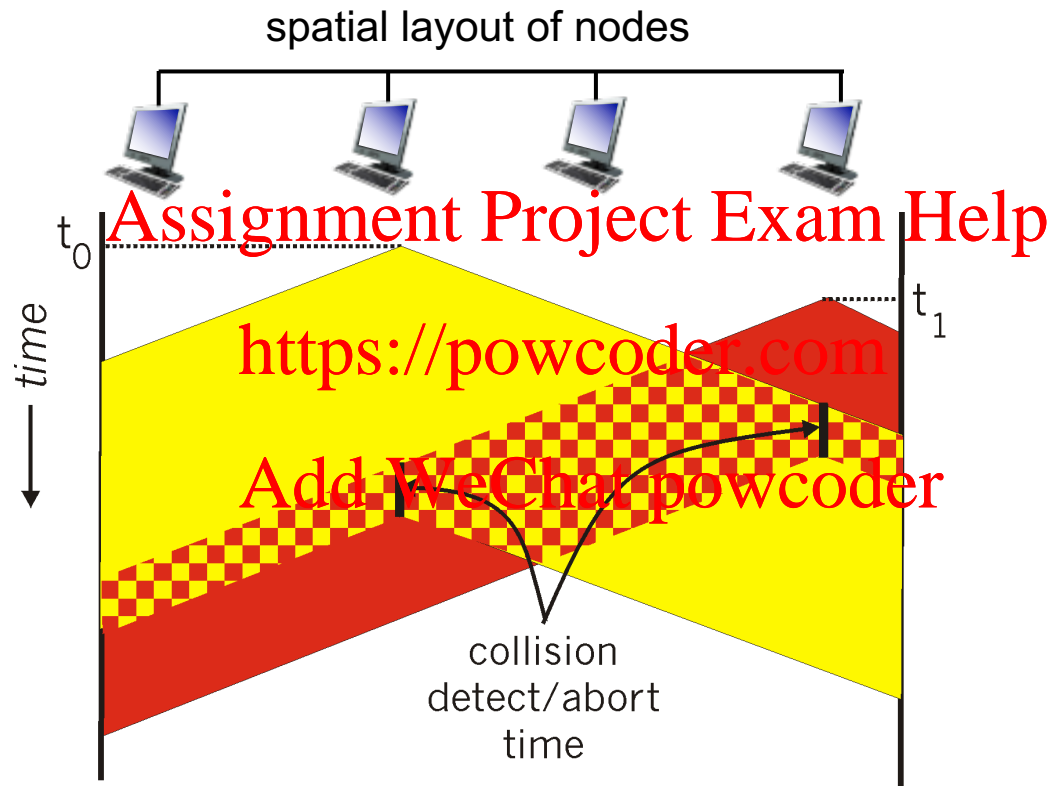 spatial layout of nodes
Assignment Project Exam Help
t0
t1
time
https://powcoder.com
Add WeChat powcoder
collision
detect/abort
time